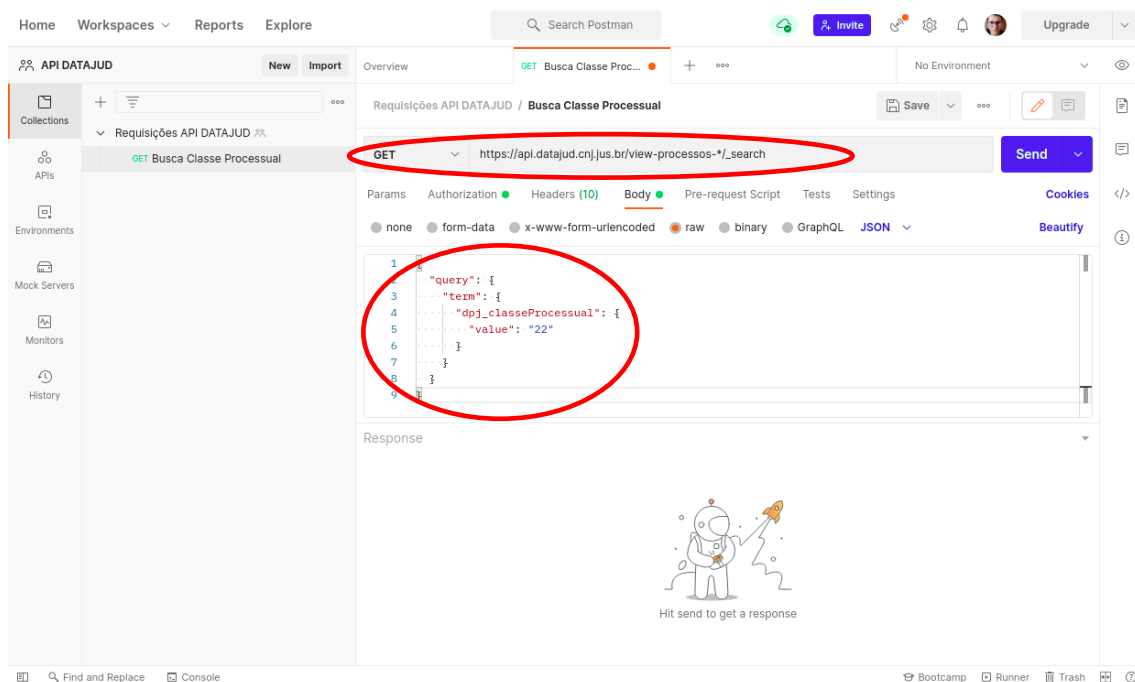 Home Workspaces Reports Explore Search Postman Invite Upgrade
API DATAJUD New Import Overview GET Busca Classe Proc... No Environment
Collections
Requisições API DATAJUD
GET Busca Classe Processual
APIs
Environments
Mock Servers
Monitors
History
Requisições API DATAJUD / Busca Classe Processual Save
GET https://api.datajud.cnj.jus.br/view-processos-*/_search Send
Params Authorization Headers (10) Body Pre-request Script Tests Settings Cookies
none form-data x-www-form-urlencoded raw binary GraphQL JSON Beautify
1 {
2 "query": {
3 "term": {
4 "dpj_classeProcessual": {
5 "value": "22"
6 }
7 }
8 }
9 }
Response
Hit send to get a response
Find and Replace Console Bootcamp Runner Trash